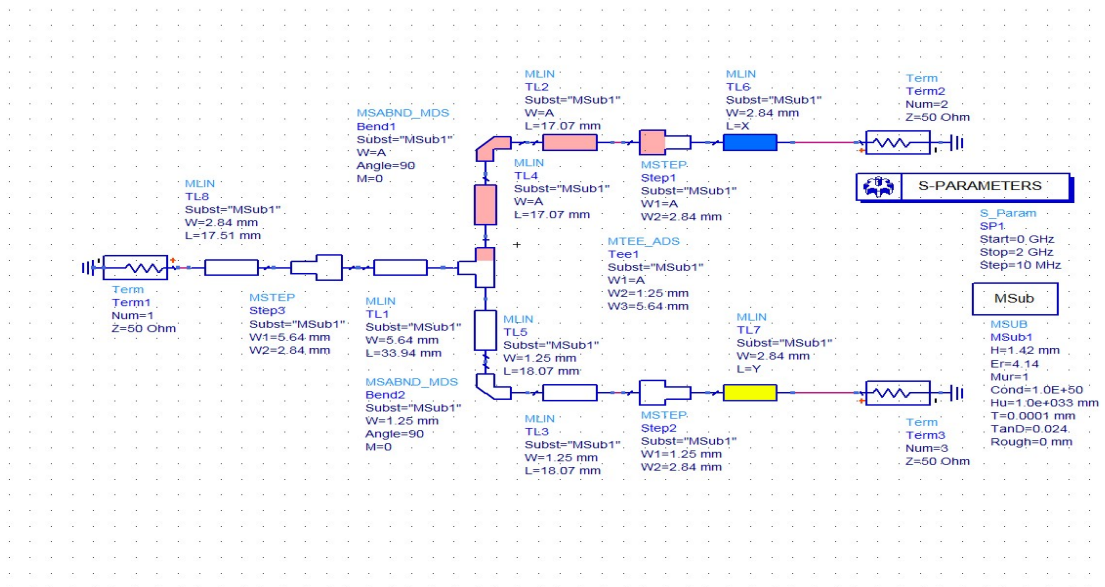 MLIN
TL2
Subst="MSub1"
W=A
L=17.07 mm
MLIN
TL6
Subst="MSub1"
W=2.84 mm
L=X
Term
Term2
Num=2
Z=50 Ohm
MSABND_MDS
Bend1
Subst="MSub1"
W=A
Angle=90
M=0
MLIN
TL4
Subst="MSub1"
W=A
L=17.07 mm
MSTEP
Step1
Subst="MSub1"
W1=A
W2=2.84 mm
S-PARAMETERS
S_Param
SP1
Start=0 GHz
Stop=2 GHz
Step=10 MHz
MLIN
TL8
Subst="MSub1"
W=2.84 mm
L=17.51 mm
MTEE_ADS
Tee1
Subst="MSub1"
W1=A
W2=1.25 mm
W3=5.64 mm
Term
Term1
Num=1
Z=50 Ohm
MSTEP
Step3
Subst="MSub1"
W1=5.64 mm
W2=2.84 mm
MLIN
TL1
Subst="MSub1"
W=5.64 mm
L=33.94 mm
MLIN
TL5
Subst="MSub1"
W=1.25 mm
L=18.07 mm
MLIN
TL7
Subst="MSub1"
W=2.84 mm
L=Y
MSub
MSUB
MSub1
H=1.42 mm
Er=4.14
Mur=1
Cond=1.0E+50
Hu=1.0e+033 mm
T=0.0001 mm
TanD=0.024
Rough=0 mm
MSABND_MDS
Bend2
Subst="MSub1"
W=1.25 mm
Angle=90
M=0
MLIN
TL3
Subst="MSub1"
W=1.25 mm
L=18.07 mm
MSTEP
Step2
Subst="MSub1"
W1=1.25 mm
W2=2.84 mm
Term
Term3
Num=3
Z=50 Ohm